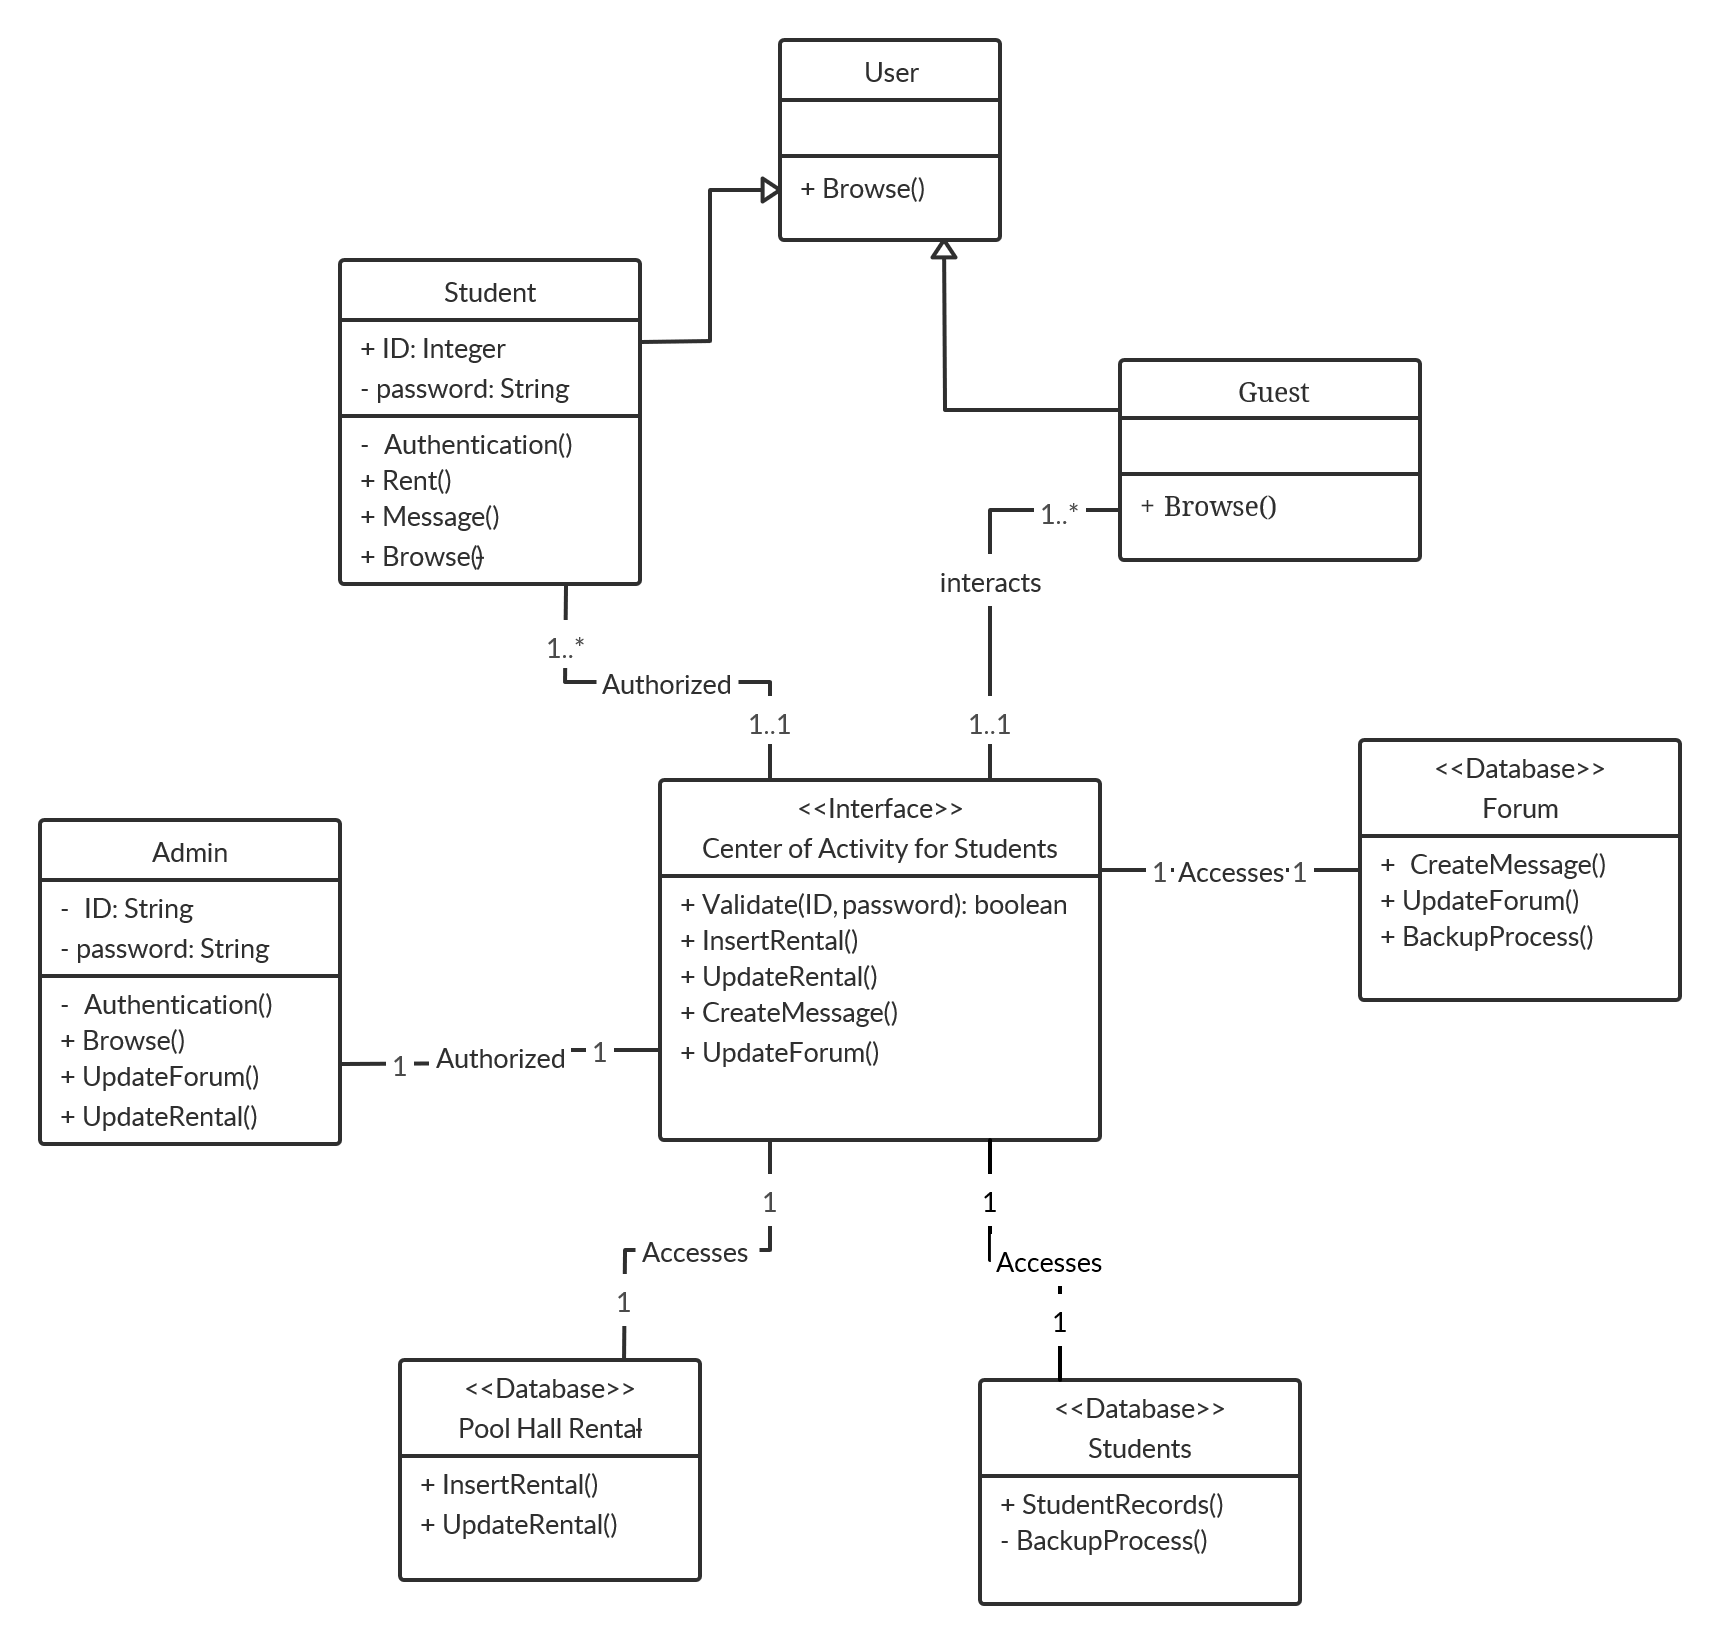 User
+ Browse()
Student
+ ID: Integer
- password: String
- Authentication()
+ Rent()
+ Message()
+ Browse()
Guest
+ Browse()
1..*
interacts
1..1
1..*
Authorized
1..1
<<Database>>
Forum
+ CreateMessage()
+ UpdateForum()
+ BackupProcess()
<<Interface>>
Center of Activity for Students
+ Validate(ID, password): boolean
+ InsertRental()
+ UpdateRental()
+ CreateMessage()
+ UpdateForum()
1 Accesses 1
Admin
- ID: String
- password: String
- Authentication()
+ Browse()
+ UpdateForum()
+ UpdateRental()
1 Authorized 1
1
Accesses
1
1
Accesses
1
<<Database>>
Pool Hall Rental
+ InsertRental()
+ UpdateRental()
<<Database>>
Students
+ StudentRecords()
- BackupProcess()